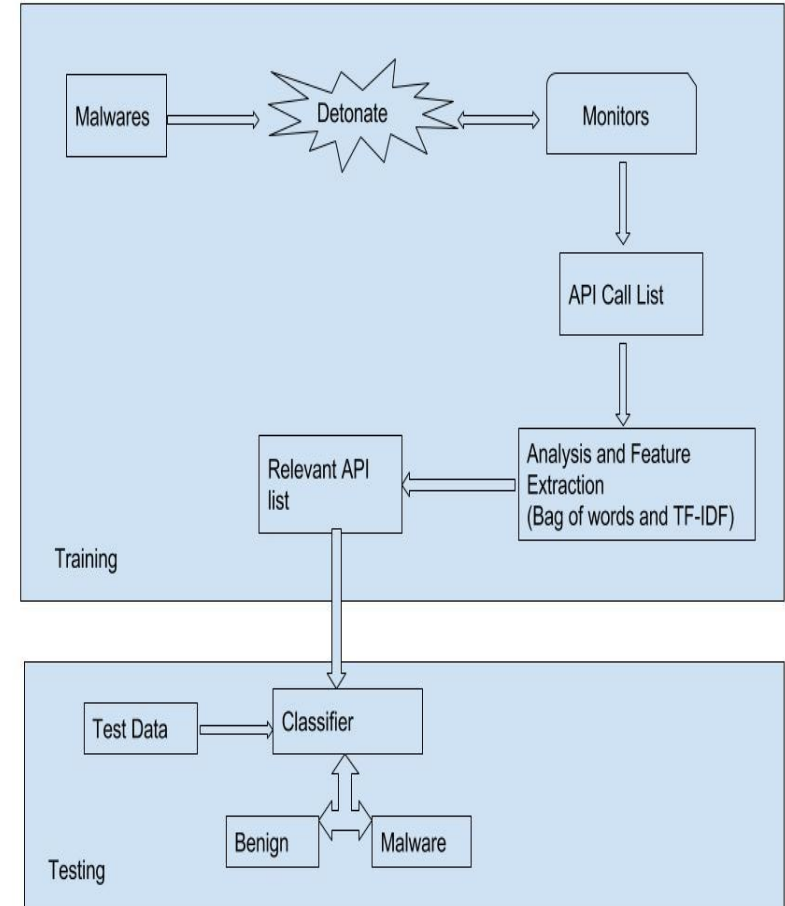 Malwares
Detonate
Monitors
API Call List
Analysis and Feature
Extraction
(Bag of words and TF-IDF)
Relevant API
list
Training
Test Data
Classifier
Benign
Malware
Testing